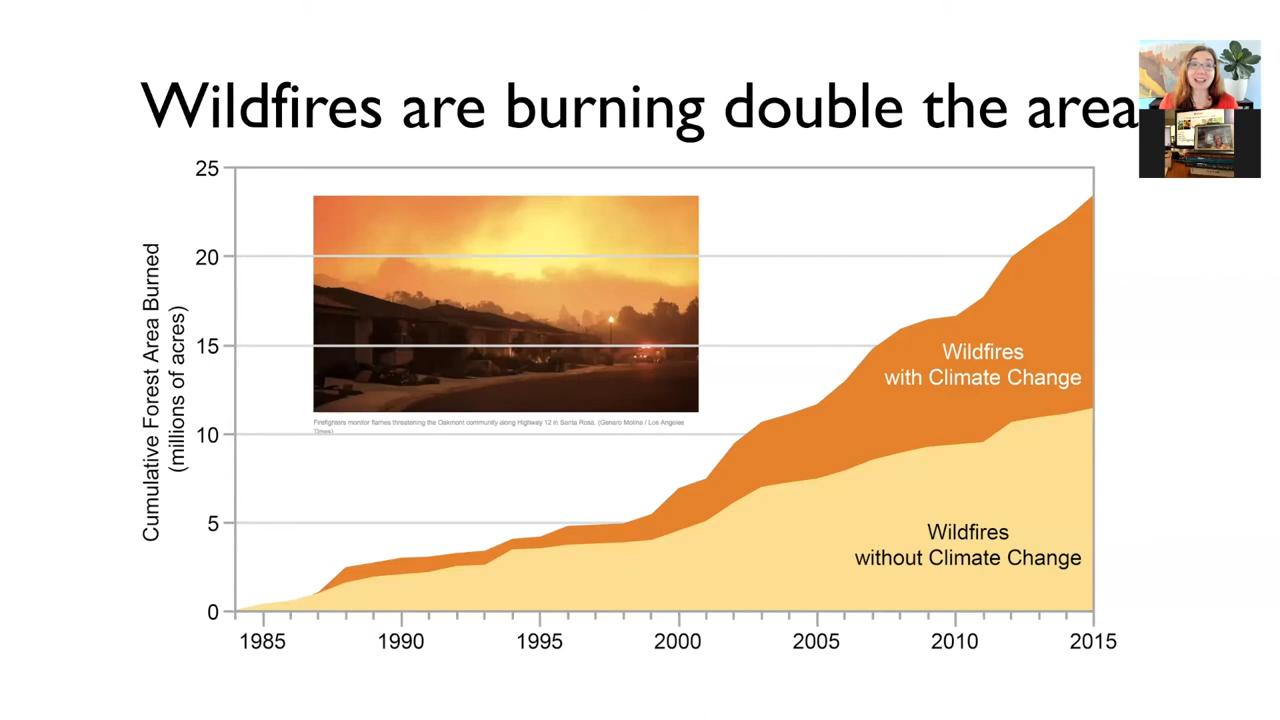 Wildfires are burning double the area
25
20
15
10
5
0
Cumulative Forest Area Burned
(millions of acres)
Firefighters monitor flames threatening the Oakmont community along Highway 12 in Santa Rosa. (Genaro Molina / Los Angeles
Times)
Wildfires
with Climate Change
Wildfires
without Climate Change
1985
1990
1995
2000
2005
2010
2015